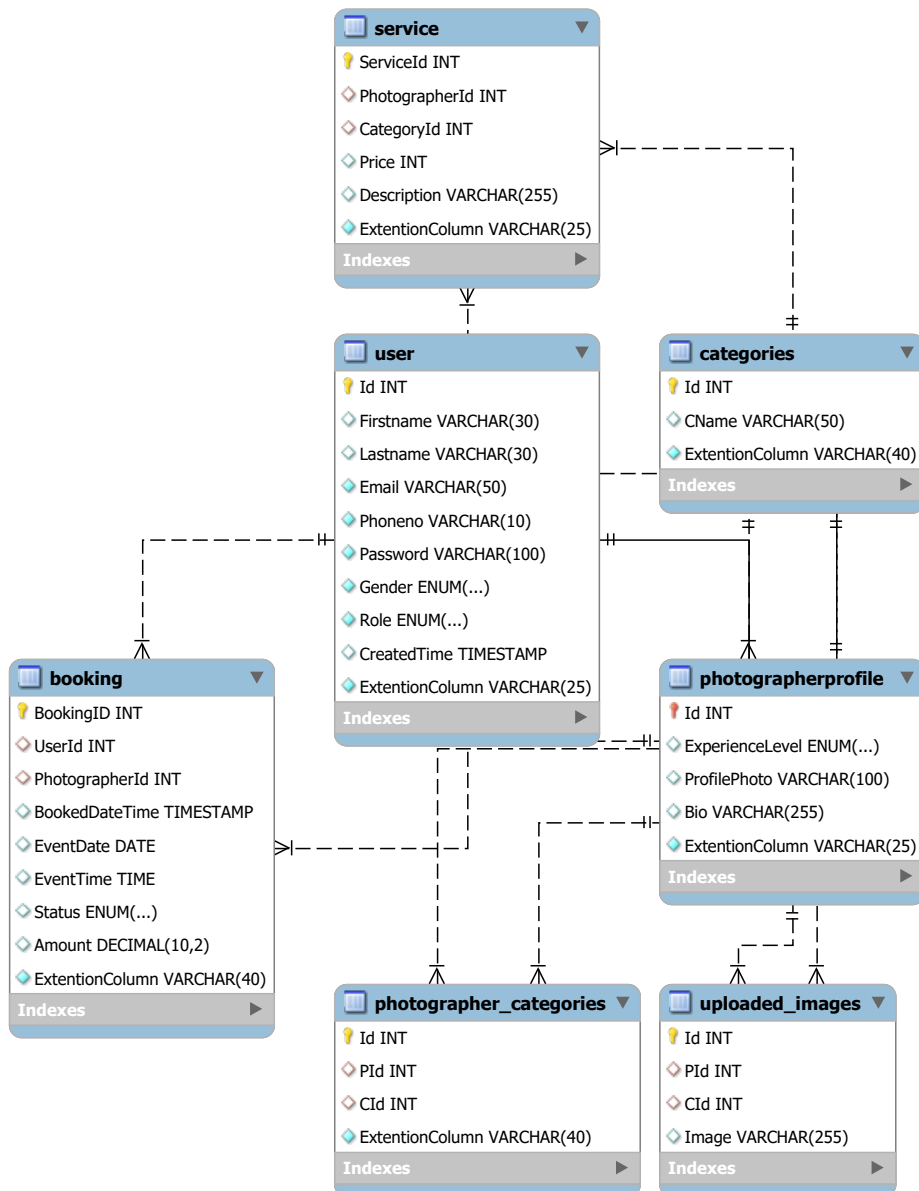 service
ServiceId INT
PhotographerId INT
CategoryId INT
Price INT
Description VARCHAR(255)
ExtentionColumn VARCHAR(25)
Indexes
user
Id INT
Firstname VARCHAR(30)
Lastname VARCHAR(30)
Email VARCHAR(50)
Phoneno VARCHAR(10)
Password VARCHAR(100)
Gender ENUM(...)
Role ENUM(...)
CreatedTime TIMESTAMP
ExtentionColumn VARCHAR(25)
Indexes
categories
Id INT
CName VARCHAR(50)
ExtentionColumn VARCHAR(40)
Indexes
booking
BookingID INT
UserId INT
PhotographerId INT
BookedDateTime TIMESTAMP
EventDate DATE
EventTime TIME
Status ENUM(...)
Amount DECIMAL(10,2)
ExtentionColumn VARCHAR(40)
Indexes
photographerprofile
Id INT
ExperienceLevel ENUM(...)
ProfilePhoto VARCHAR(100)
Bio VARCHAR(255)
ExtentionColumn VARCHAR(25)
Indexes
photographer_categories
Id INT
PId INT
CId INT
ExtentionColumn VARCHAR(40)
Indexes
uploaded_images
Id INT
PId INT
CId INT
Image VARCHAR(255)
Indexes